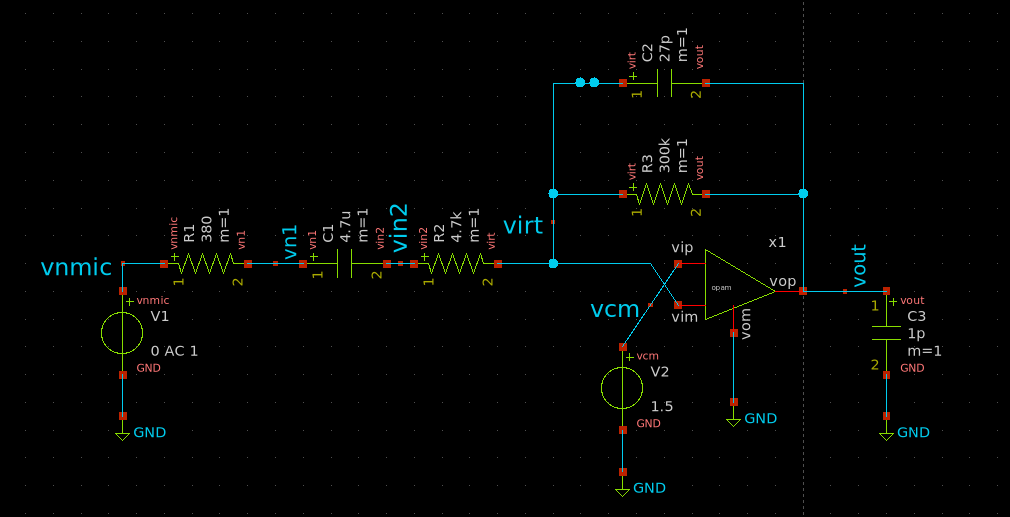 virt
+
C2
27p
m=1
vout
1
2
virt
+
R3
300k
m=1
vout
1
2
vnmic
vnmic
+
R1
380
m=1
vn1
1
2
vn1
vn1
+
C1
4.7u
m=1
vin2
1
2
vin2
vin2
+
R2
4.7k
m=1
virt
1
2
virt
+ vnmic
V1
0 AC 1
GND
GND
vcm
+ vcm
V2
1.5
GND
GND
vip
vim
x1
opam
vop
vom
GND
vout
1
+ vout
C3
1p
m=1
2
GND
GND